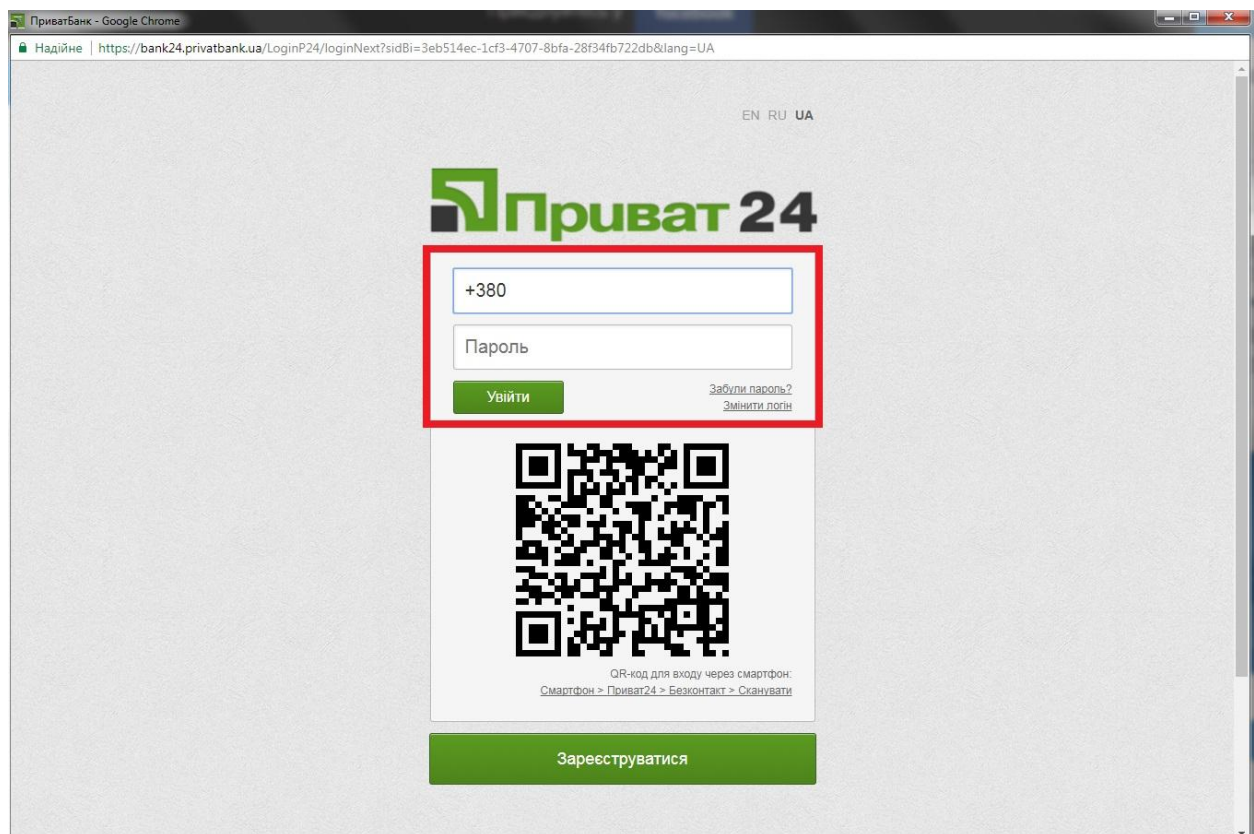 ПриватБанк - Google Chrome
Надійне | https://bank24.privatbank.ua/LoginP24/loginNext?sidBi=3eb514ec-1cf3-4707-8bfa-28f34fb722db&lang=UA
EN RU UA
Приват 24
+380
Пароль
Увійти
Забули пароль?
Змінити логін
QR-код для входу через смартфон:
Смартфон > Приват24 > Безконтакт > Сканувати
Зареєструватися